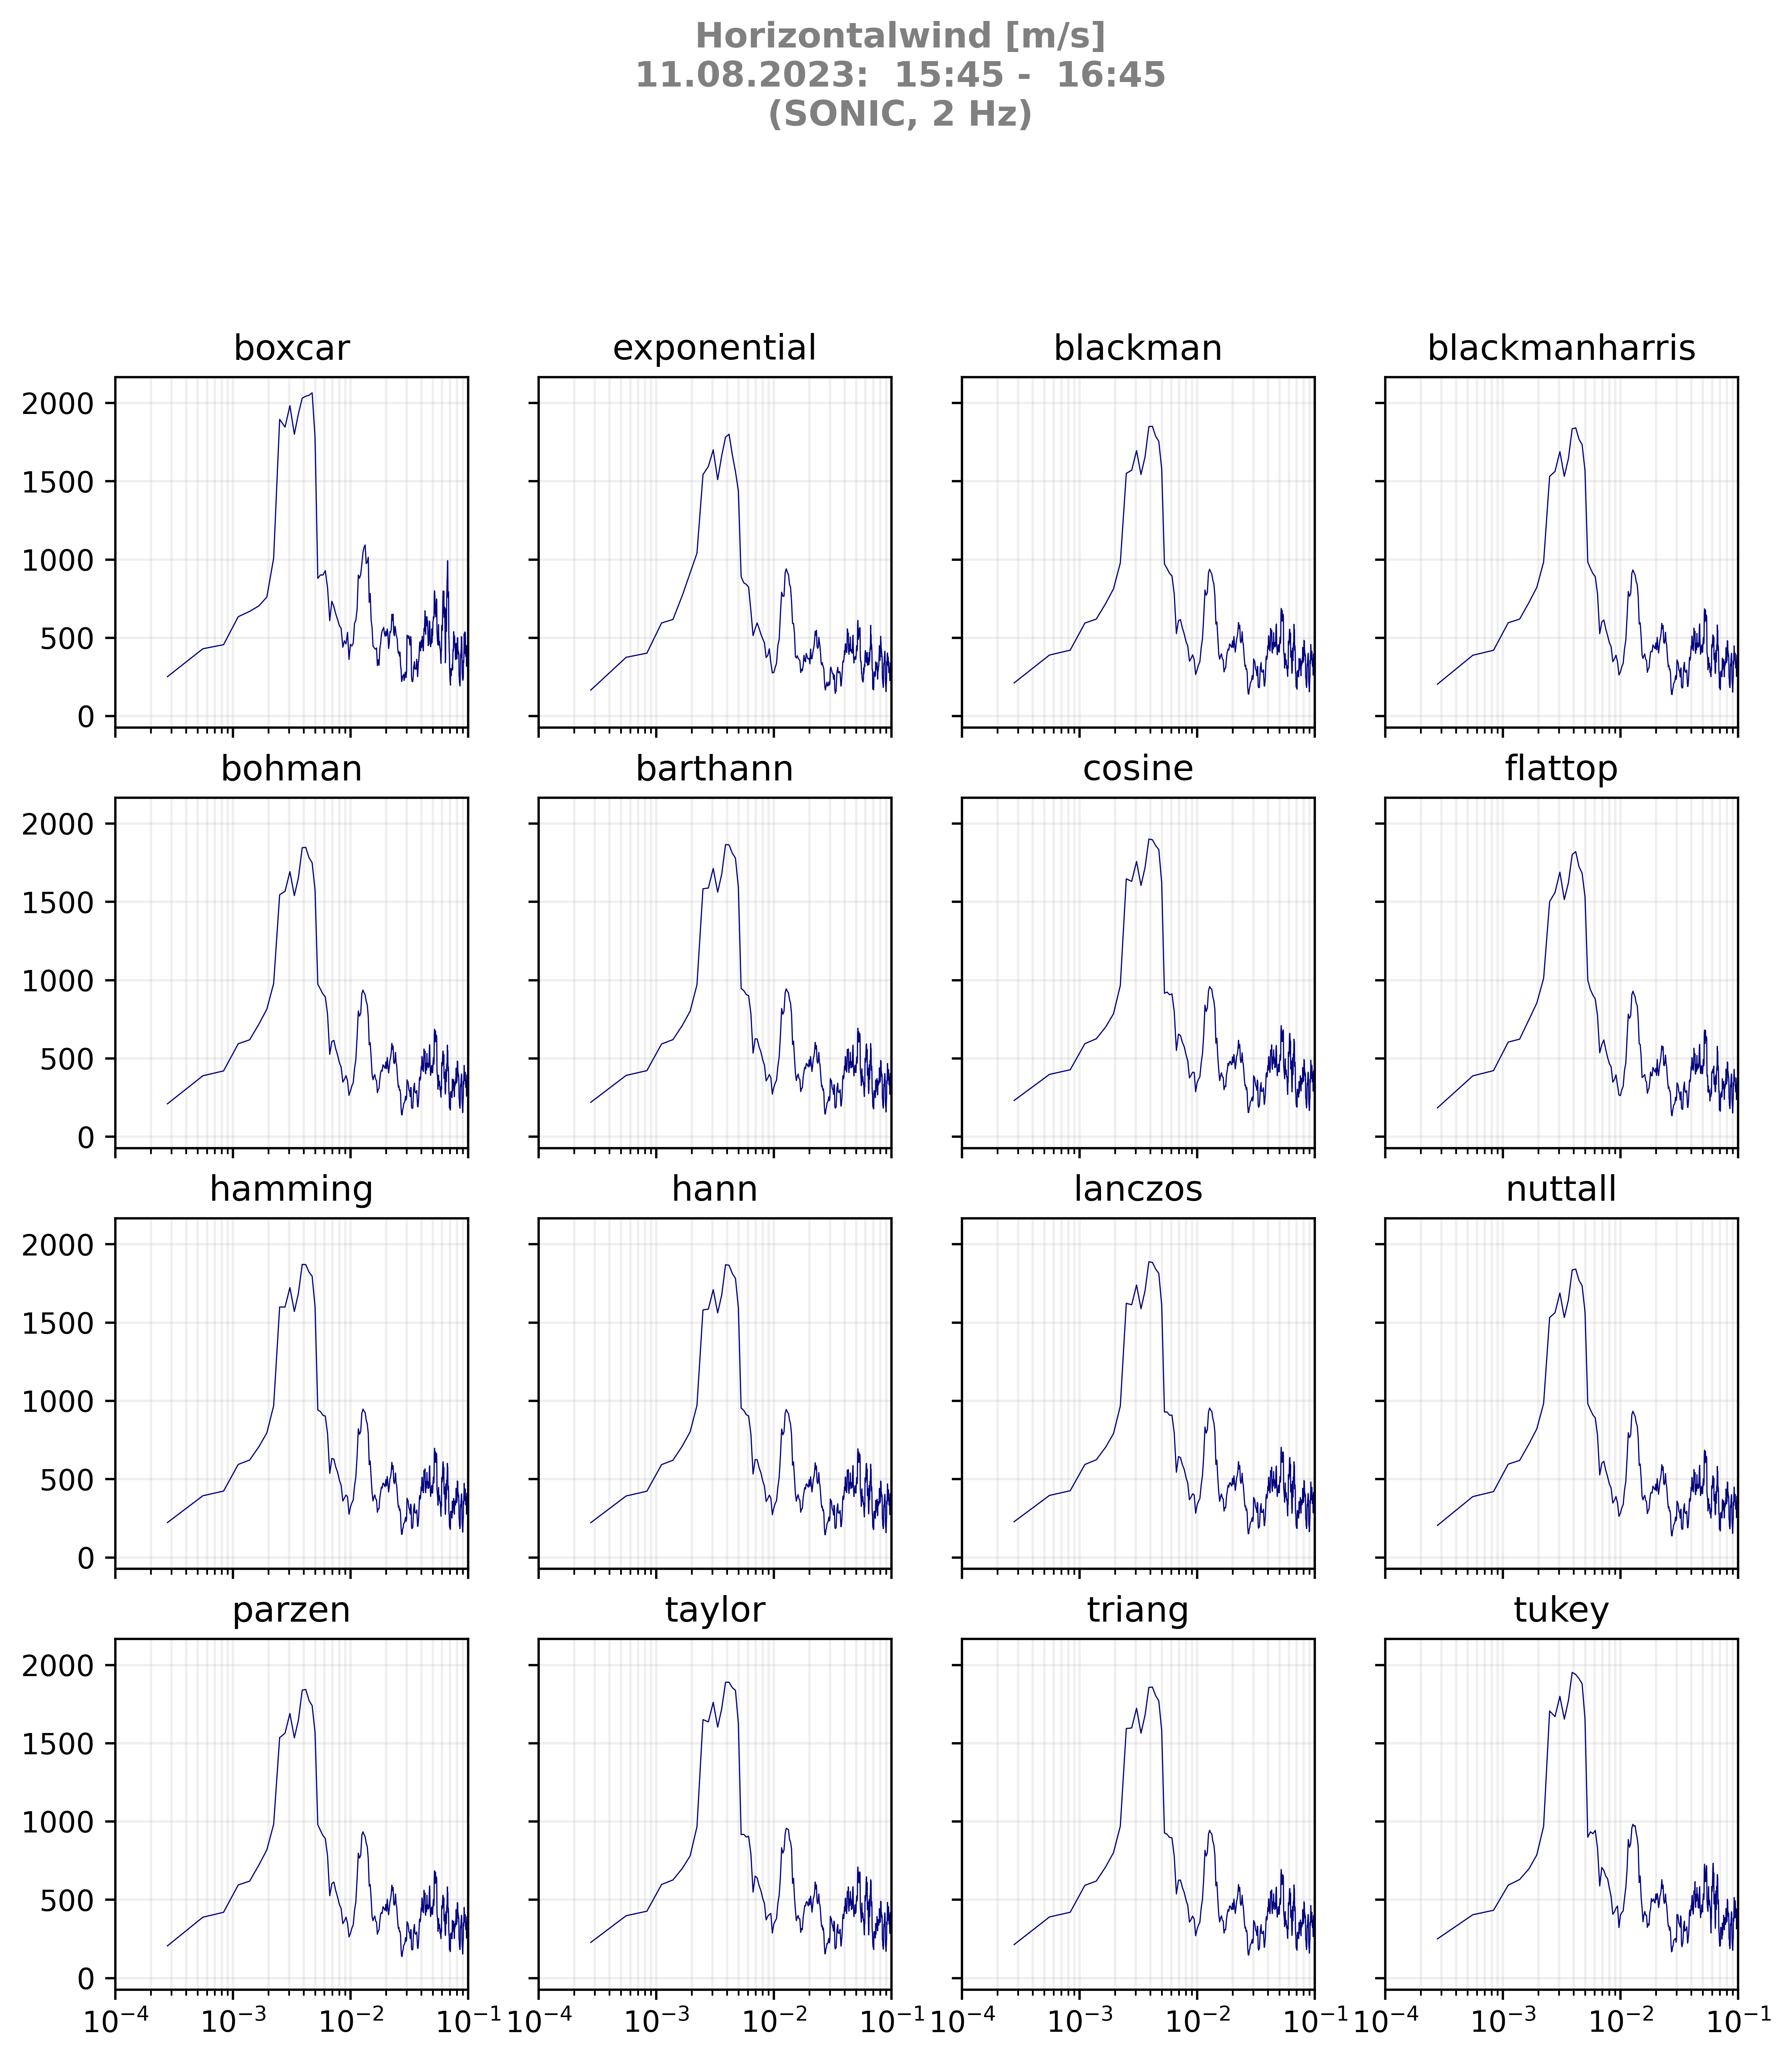 Horizontalwind [m/s]
11.08.2023:  15:45 -  16:45
(SONIC, 2 Hz)
boxcar exponential blackman blackmanharris
2000
1500
1000
500
0
bohman barthann cosine flattop
2000
1500
1000
500
0
hamming hann lanczos nuttall
2000
1500
1000
500
0
parzen taylor triang tukey
2000
1500
1000
500
0
10⁻⁴ 10⁻³ 10⁻² 10⁻¹ 10⁻⁴ 10⁻³ 10⁻² 10⁻¹ 10⁻⁴ 10⁻³ 10⁻² 10⁻¹ 10⁻⁴ 10⁻³ 10⁻² 10⁻¹